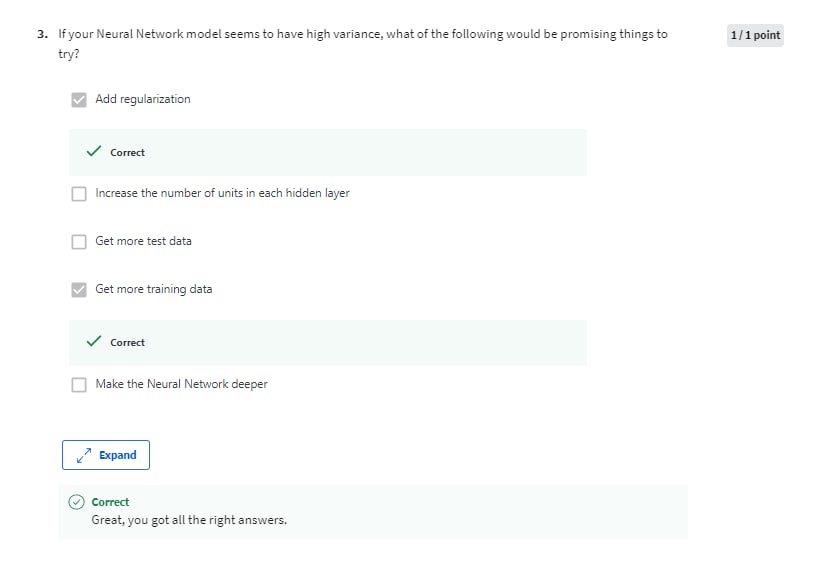 3. If your Neural Network model seems to have high variance, what of the following would be promising things to
try?
1 / 1 point
Add regularization
Correct
Increase the number of units in each hidden layer
Get more test data
Get more training data
Correct
Make the Neural Network deeper
Expand
Correct
Great, you got all the right answers.